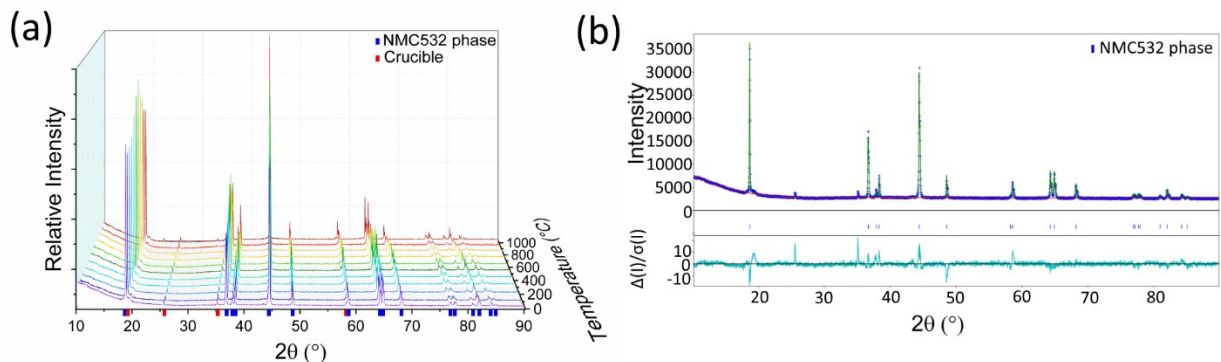 (a)
NMC532 phase
Crucible
Relative Intensity
1000
800
600
400
200
0
Temperature (°C)
10 20 30 40 50 60 70 80 90
2θ (°)
(b)
NMC532 phase
35000
30000
25000
20000
15000
10000
5000
0
Intensity
10
0
-10
Δ(I)/σ(I)
20 30 40 50 60 70 80
2θ (°)